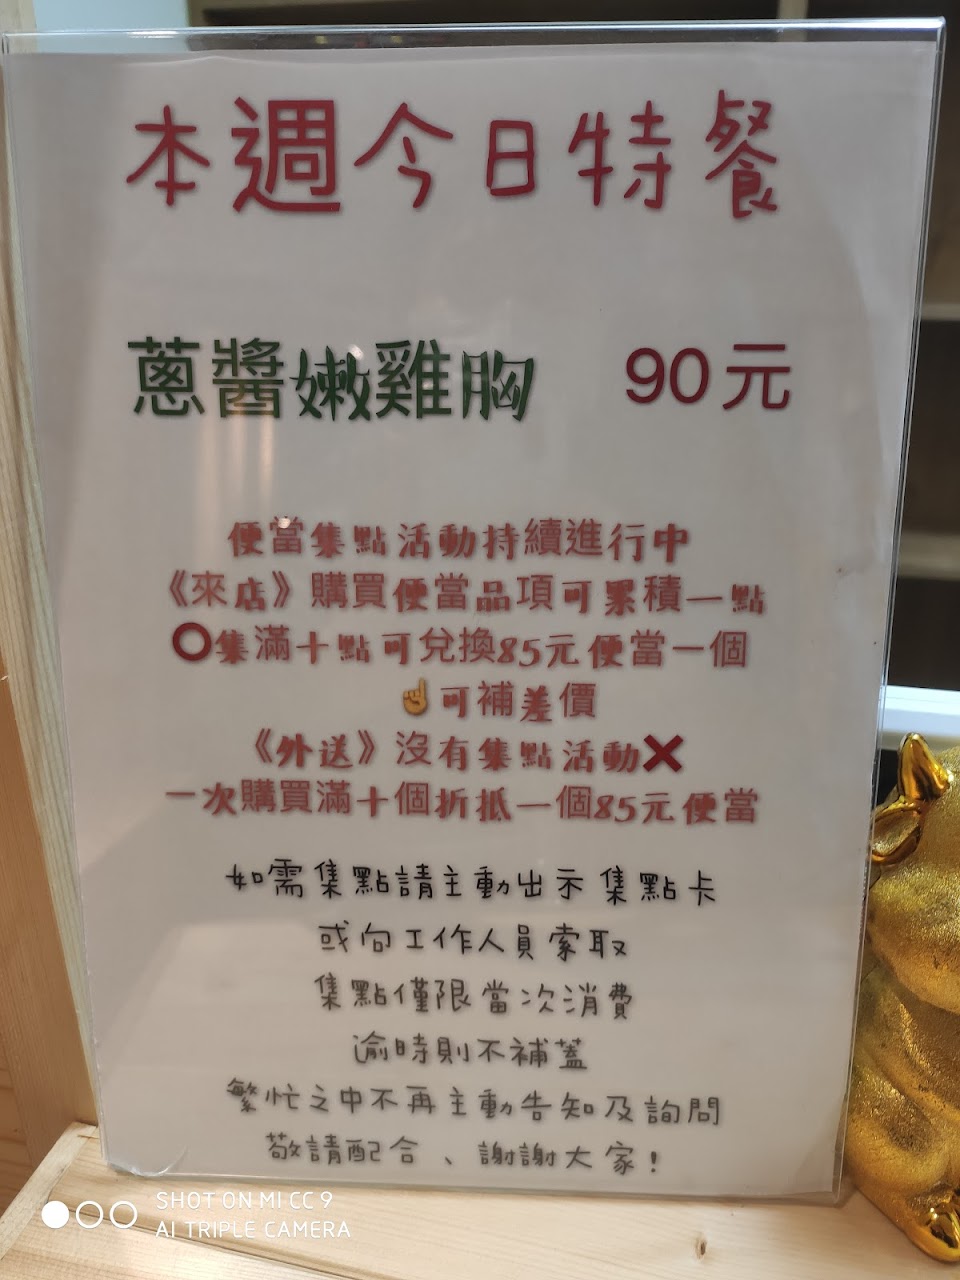 本週今日特餐
蔥醬嫩雞胸 90元
便當集點活動持續進行中
《來店》購買便當品項可累積一點
⭕集滿十點可兌換85元便當一個
☝️可補差價
《外送》沒有集點活動❌
一次購買滿十個折抵一個85元便當
如需集點請主動出示集點卡
或向工作人員索取
集點僅限當次消費
逾時則不補蓋
繁忙之中不再主動告知及詢問
敬請配合、謝謝大家！
SHOT ON MI CC 9
AI TRIPLE CAMERA